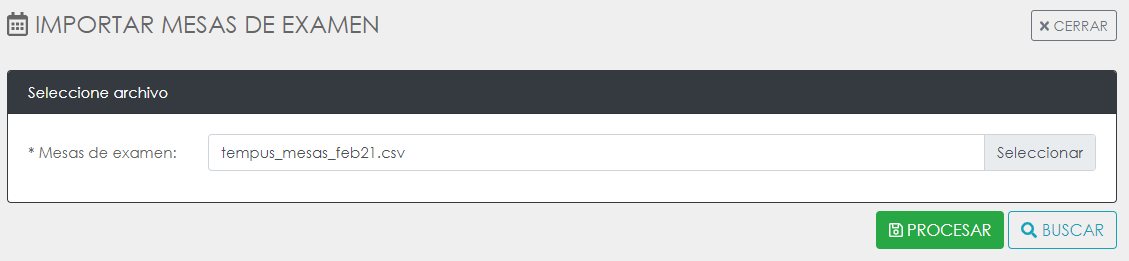 IMPORTAR MESAS DE EXAMEN
CERRAR
Seleccione archivo
* Mesas de examen:
tempus_mesas_feb21.csv
Seleccionar
PROCESAR
BUSCAR